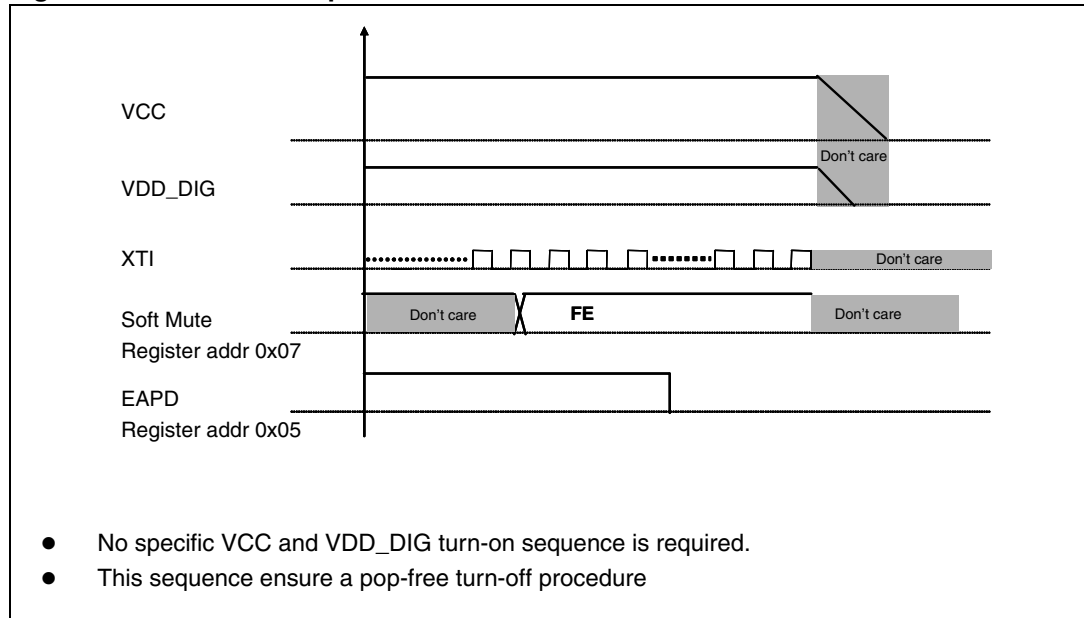 VCC
Don't care
VDD_DIG
XTI
Don't care
Soft Mute
Register addr 0x07
Don't care
FE
Don't care
EAPD
Register addr 0x05
● No specific VCC and VDD_DIG turn-on sequence is required.
● This sequence ensure a pop-free turn-off procedure